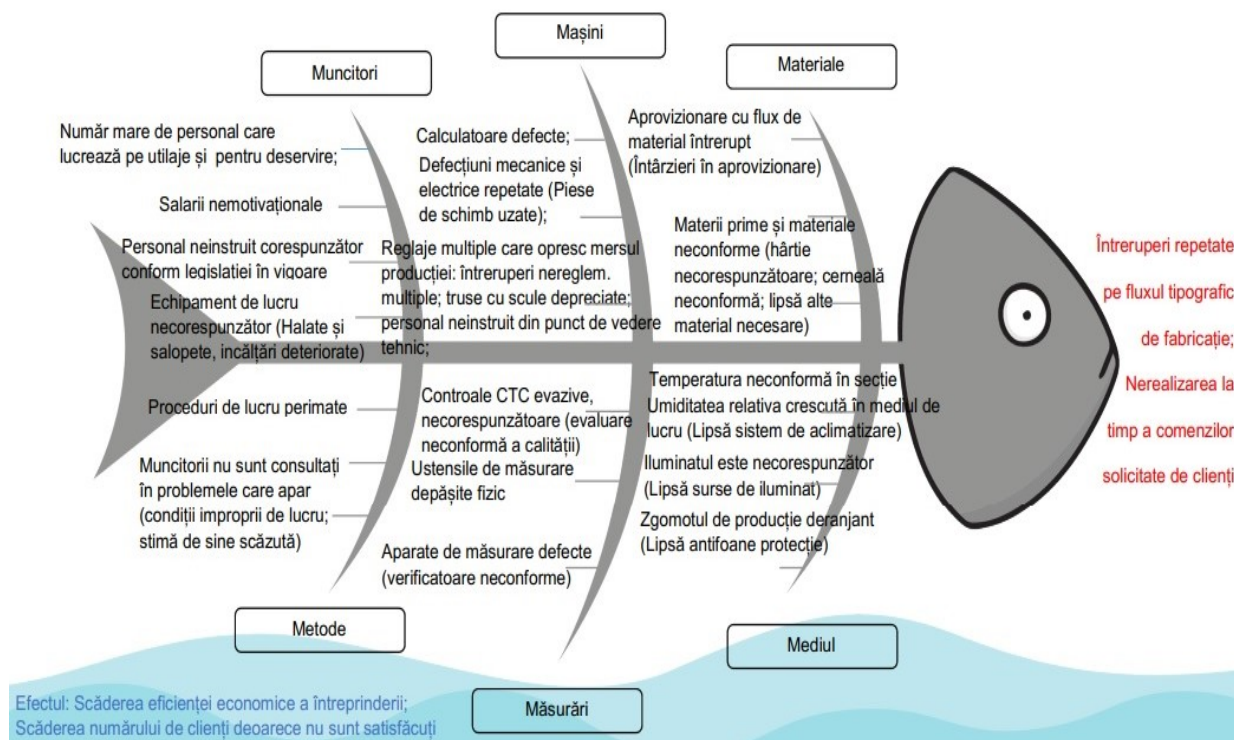 Mașini
Muncitori
Materiale
Număr mare de personal care
lucrează pe utilaje și pentru deservire;
Salarii nemotivaționale
Personal neinstruit corespunzător
conform legislatiei în vigoare
Echipament de lucru
necorespunzător (Halate și
salopete, incălțări deteriorate)
Calculatoare defecte;
Defecțiuni mecanice și
electrice repetate (Piese
de schimb uzate);
Reglaje multiple care opresc mersul
producției: întreruperi nereglem.
multiple; truse cu scule depreciate;
personal neinstruit din punct de vedere
tehnic;
Aprovizionare cu flux de
material întrerupt
(Întârzieri în aprovizionare)
Materii prime și materiale
neconforme (hârtie
necorespunzătoare; cerneală
neconformă; lipsă alte
material necesare)
Întreruperi repetate
pe fluxul tipografic
de fabricație;
Nerealizarea la
timp a comenzilor
solicitate de clienți
Proceduri de lucru perimate
Muncitorii nu sunt consultați
în problemele care apar
(condiții improprii de lucru;
stimă de sine scăzută)
Controale CTC evazive,
necorespunzătoare (evaluare
neconformă a calității)
Ustensile de măsurare
depășite fizic
Aparate de măsurare defecte
(verificatoare neconforme)
Temperatura neconformă în secție
Umiditatea relativa crescută în mediul de
lucru (Lipsă sistem de aclimatizare)
Iluminatul este necorespunzător
(Lipsă surse de iluminat)
Zgomotul de producție deranjant
(Lipsă antifoane protecție)
Metode
Mediul
Măsurări
Efectul: Scăderea eficienței economice a întreprinderii;
Scăderea numărului de clienți deoarece nu sunt satisfăcuți